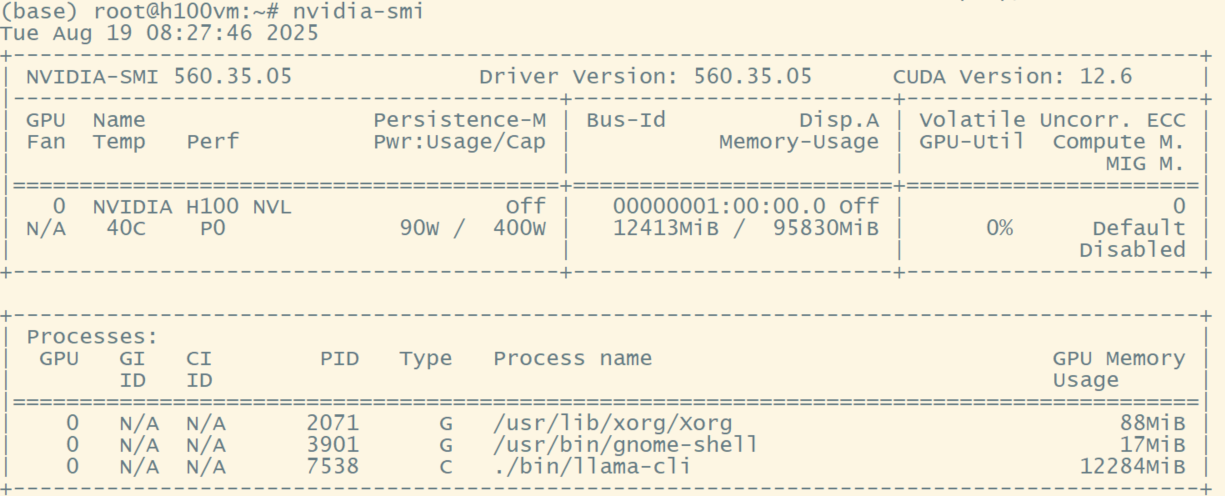 (base) root@h100vm:~# nvidia-smi
Tue Aug 19 08:27:46 2025
+-----------------------------------------------------------------------------------------+
| NVIDIA-SMI 560.35.05              Driver Version: 560.35.05      CUDA Version: 12.6     |
|-----------------------------------------+------------------------+----------------------+
| GPU  Name                 Persistence-M | Bus-Id          Disp.A | Volatile Uncorr. ECC |
| Fan  Temp   Perf          Pwr:Usage/Cap |           Memory-Usage | GPU-Util  Compute M. |
|                                         |                        |               MIG M. |
|=========================================+========================+======================|
|   0  NVIDIA H100 NVL                Off |   00000001:00:00.0 Off |                    0 |
| N/A   40C    P0             90W /  400W |   12413MiB /  95830MiB |      0%      Default |
|                                         |                        |             Disabled |
+-----------------------------------------+------------------------+----------------------+

+-----------------------------------------------------------------------------------------+
| Processes:                                                                              |
|  GPU   GI   CI        PID   Type   Process name                              GPU Memory |
|        ID   ID                                                               Usage      |
|=========================================================================================|
|    0   N/A  N/A      2071      G   /usr/lib/xorg/Xorg                             88MiB |
|    0   N/A  N/A      3901      G   /usr/bin/gnome-shell                           17MiB |
|    0   N/A  N/A      7538      C   ./bin/llama-cli                             12284MiB |
+-----------------------------------------------------------------------------------------+